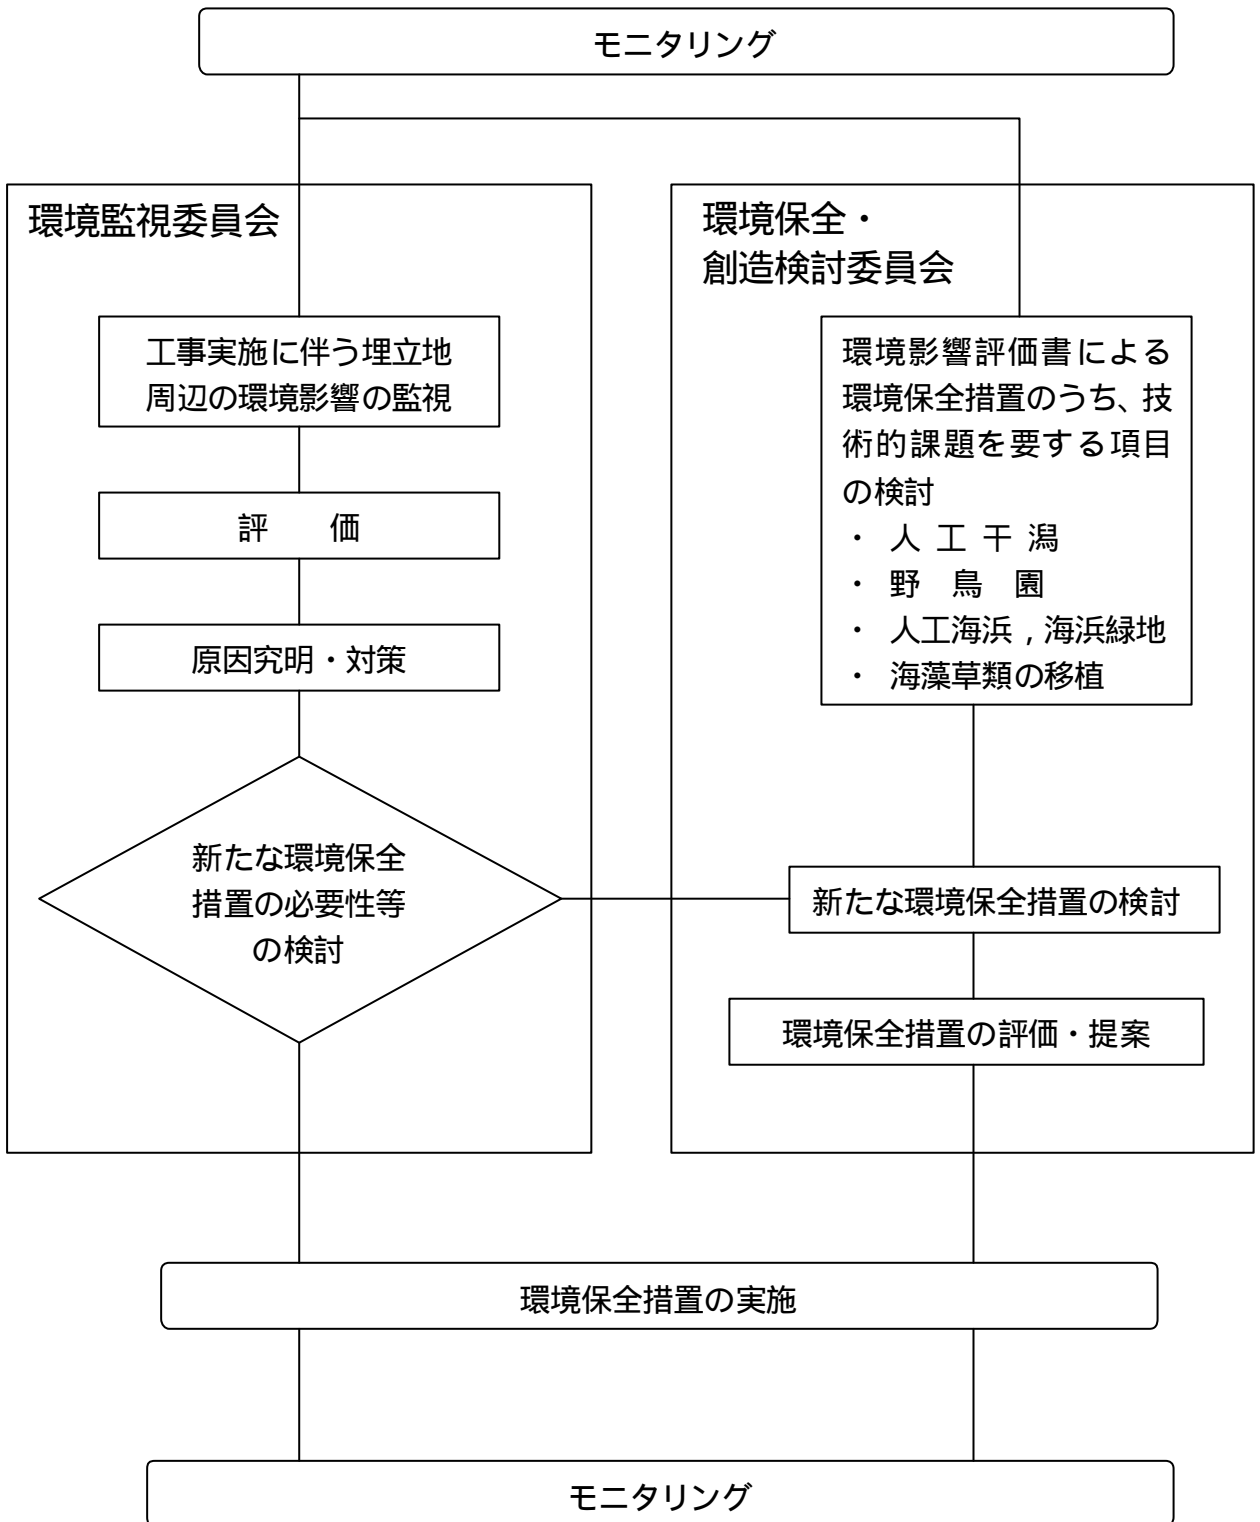 モニタリング
環境監視委員会
工事実施に伴う埋立地
周辺の環境影響の監視
評　　価
原因究明・対策
新たな環境保全
措置の必要性等
の検討
環境保全・
創造検討委員会
環境影響評価書による
環境保全措置のうち、技
術的課題を要する項目
の検討
・ 人 工 干 潟
・ 野　鳥　園
・ 人工海浜，海浜緑地
・ 海藻草類の移植
新たな環境保全措置の検討
環境保全措置の評価・提案
環境保全措置の実施
モニタリング